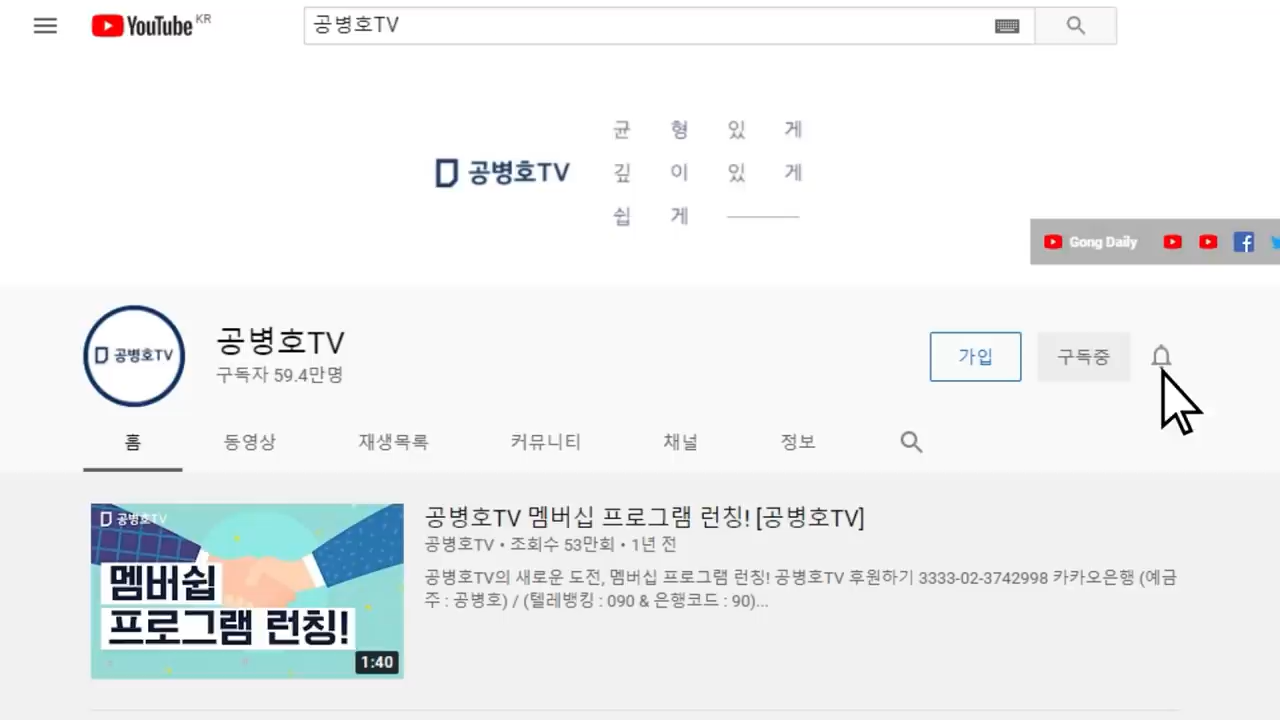 YouTube KR
공병호TV
균 형 있 게
공병호TV
깊 이 있 게
쉽 게
Gong Daily
공병호TV
공병호TV
구독자 59.4만명
가입
구독중
홈 동영상 재생목록 커뮤니티 채널 정보
공병호TV
멤버쉽
프로그램 런칭!
1:40
공병호TV 멤버십 프로그램 런칭! [공병호TV]
공병호TV • 조회수 53만회 • 1년 전
공병호TV의 새로운 도전, 멤버십 프로그램 런칭! 공병호TV 후원하기 3333-02-3742998 카카오은행 (예금
주 : 공병호) / (텔레뱅킹 : 090 & 은행코드 : 90)...